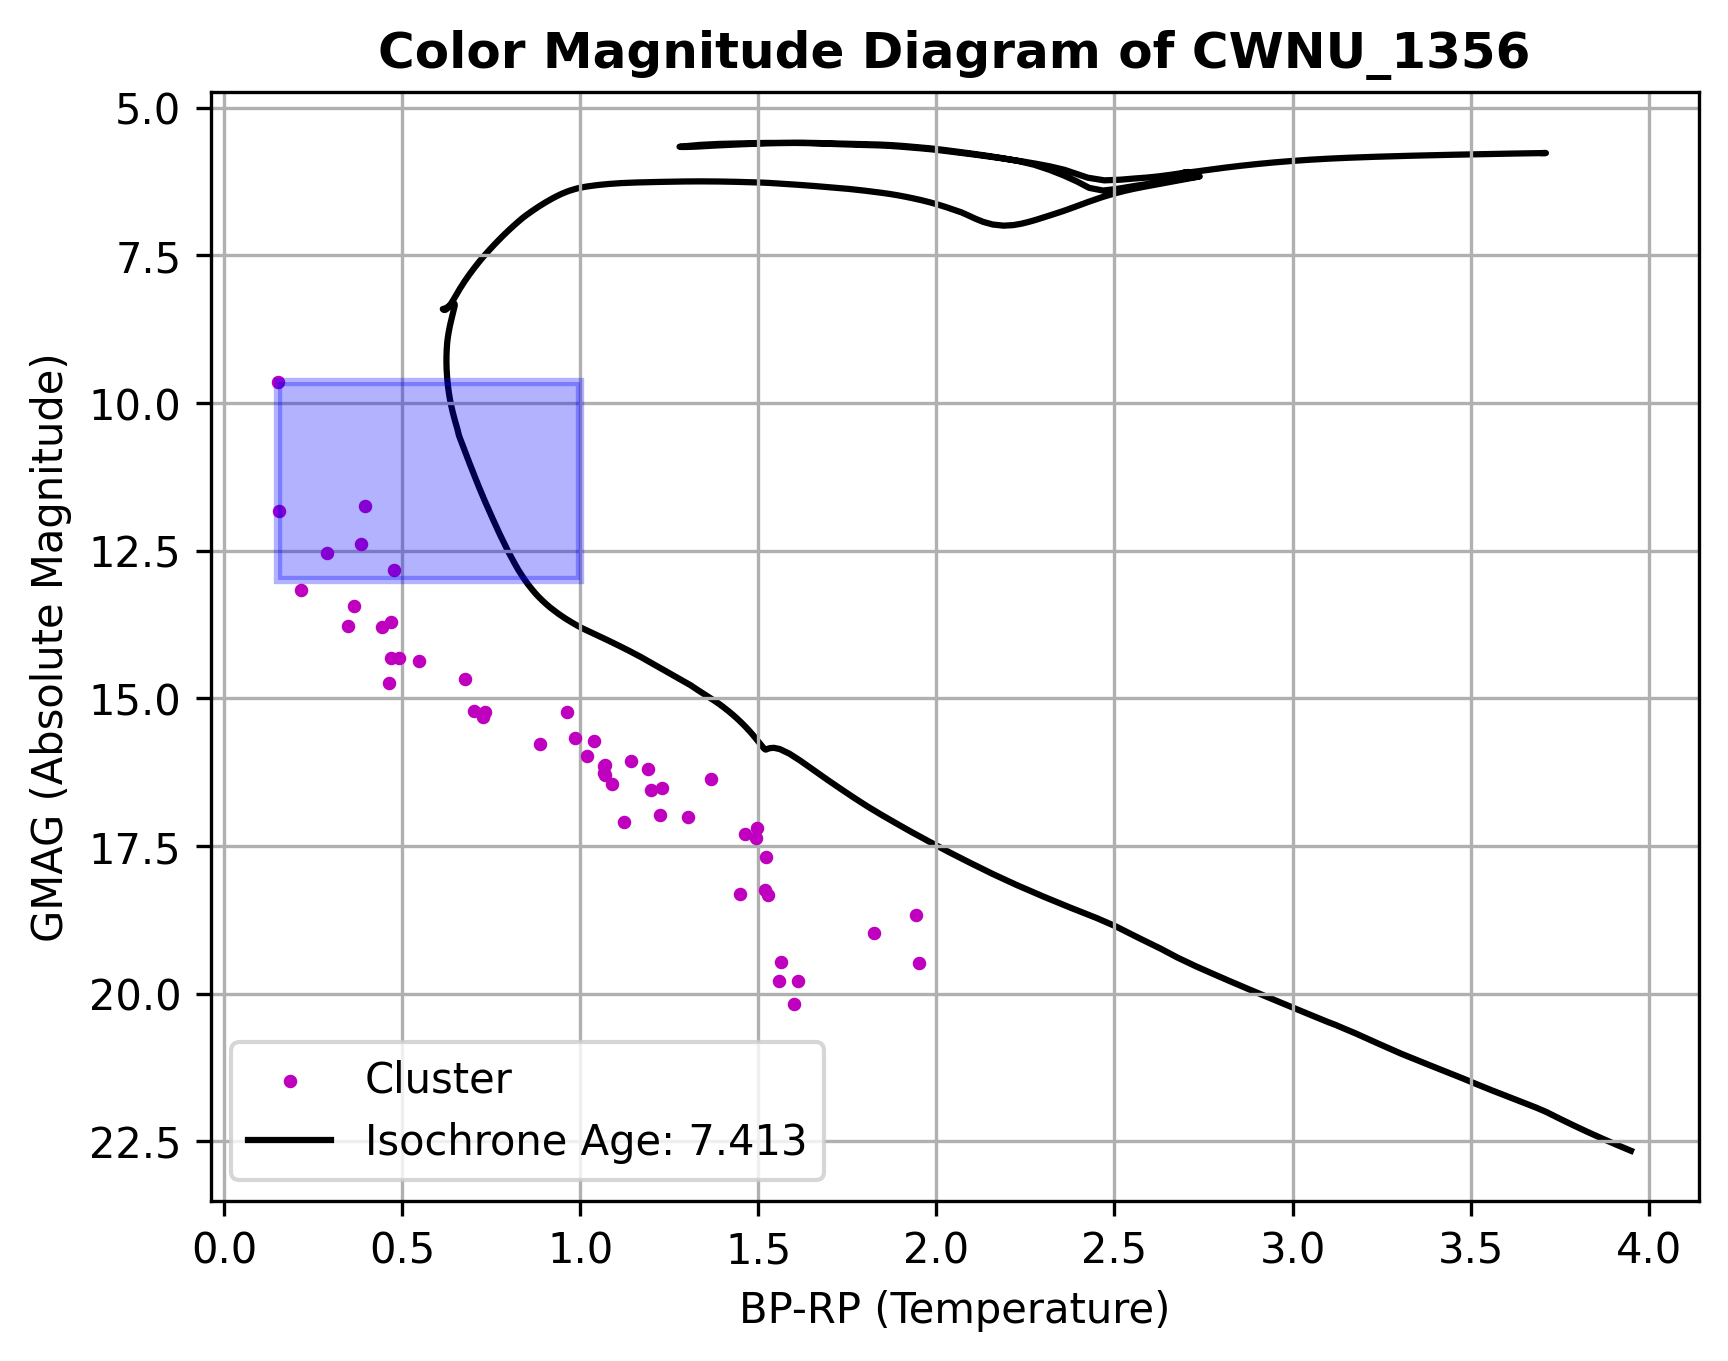 Color Magnitude Diagram of CWNU_1356
GMAG (Absolute Magnitude)
5.0
7.5
10.0
12.5
15.0
17.5
20.0
22.5
Cluster
Isochrone Age: 7.413
0.0 0.5 1.0 1.5 2.0 2.5 3.0 3.5 4.0
BP-RP (Temperature)